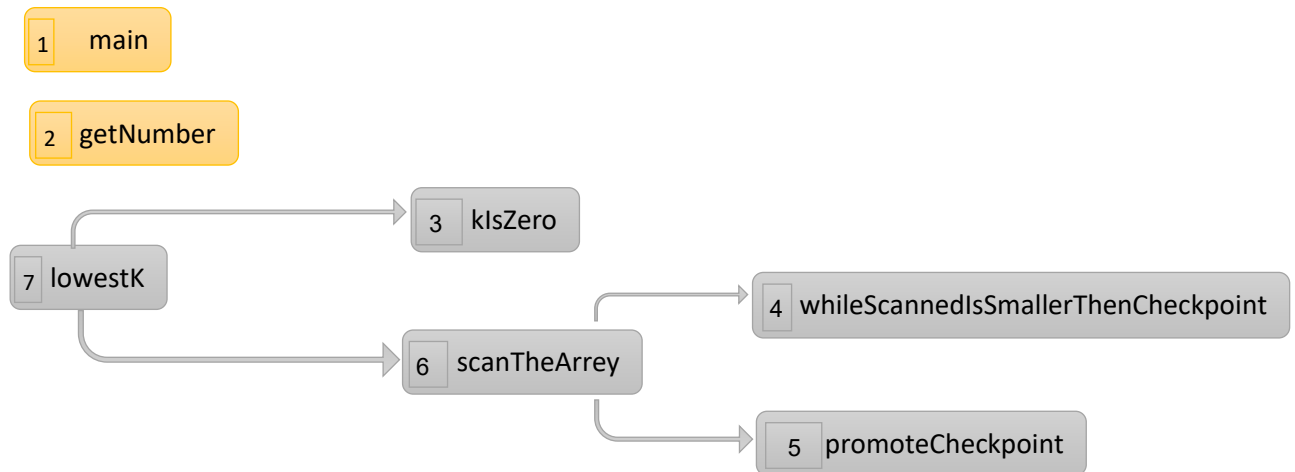 1 main
2 getNumber
3 kIsZero
7 lowestK
4 whileScannedIsSmallerThenCheckpoint
6 scanTheArrey
5 promoteCheckpoint